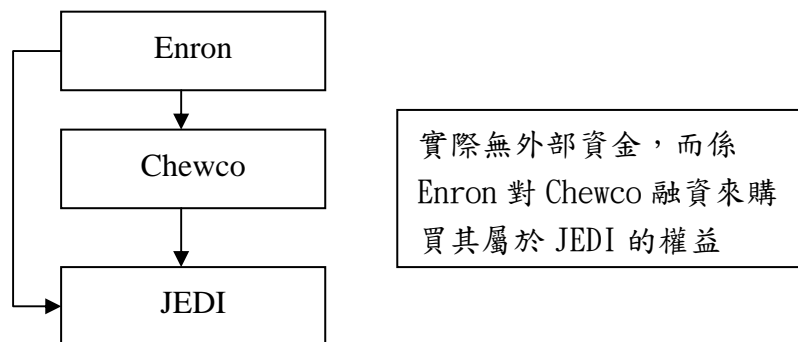 Enron
Chewco
JEDI
實際無外部資金，而係
Enron 對 Chewco 融資來購
買其屬於 JEDI 的權益